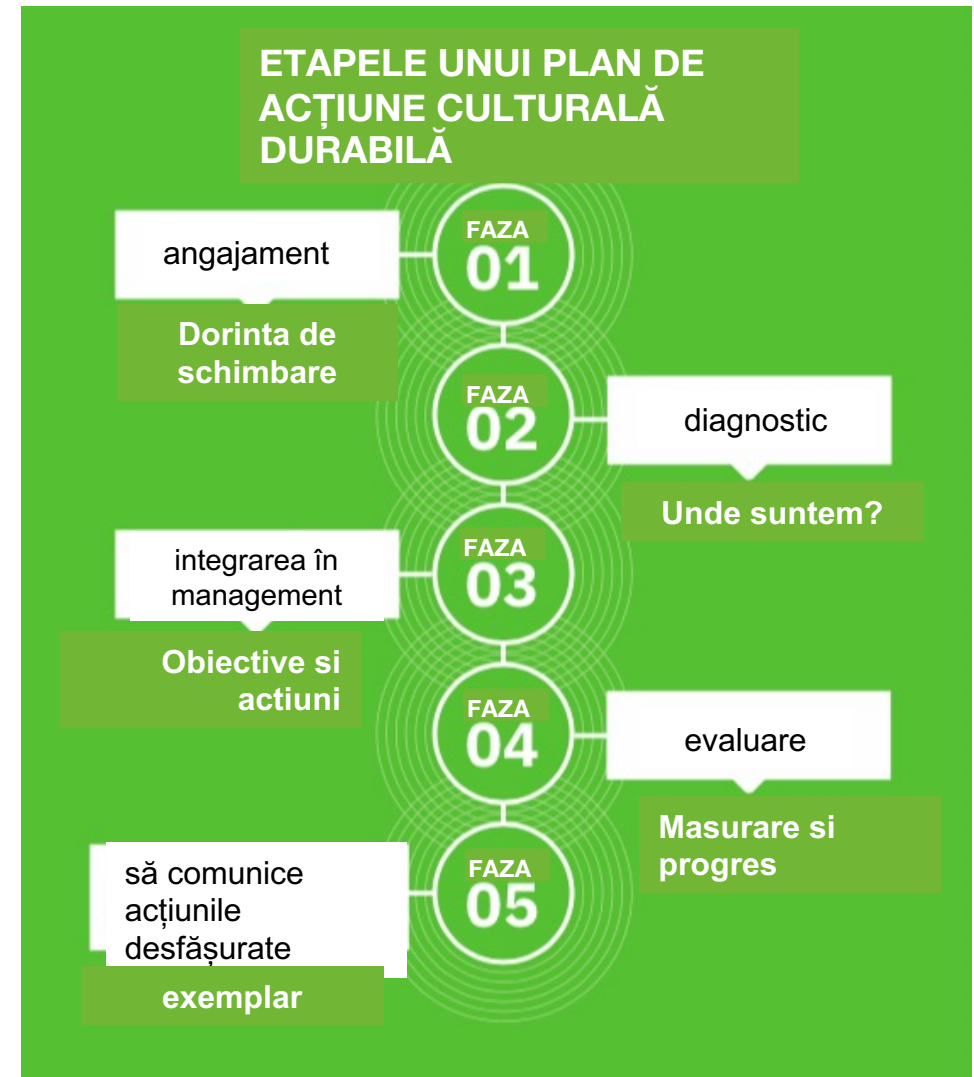 ETAPELE UNUI PLAN DE
ACȚIUNE CULTURALĂ
DURABILĂ
FAZA
01
angajament
Dorinta de
schimbare
FAZA
02
diagnostic
Unde suntem?
FAZA
03
integrarea în
management
Obiective si
actiuni
FAZA
04
evaluare
Masurare si
progres
FAZA
05
să comunice
acțiunile
desfășurate
exemplar